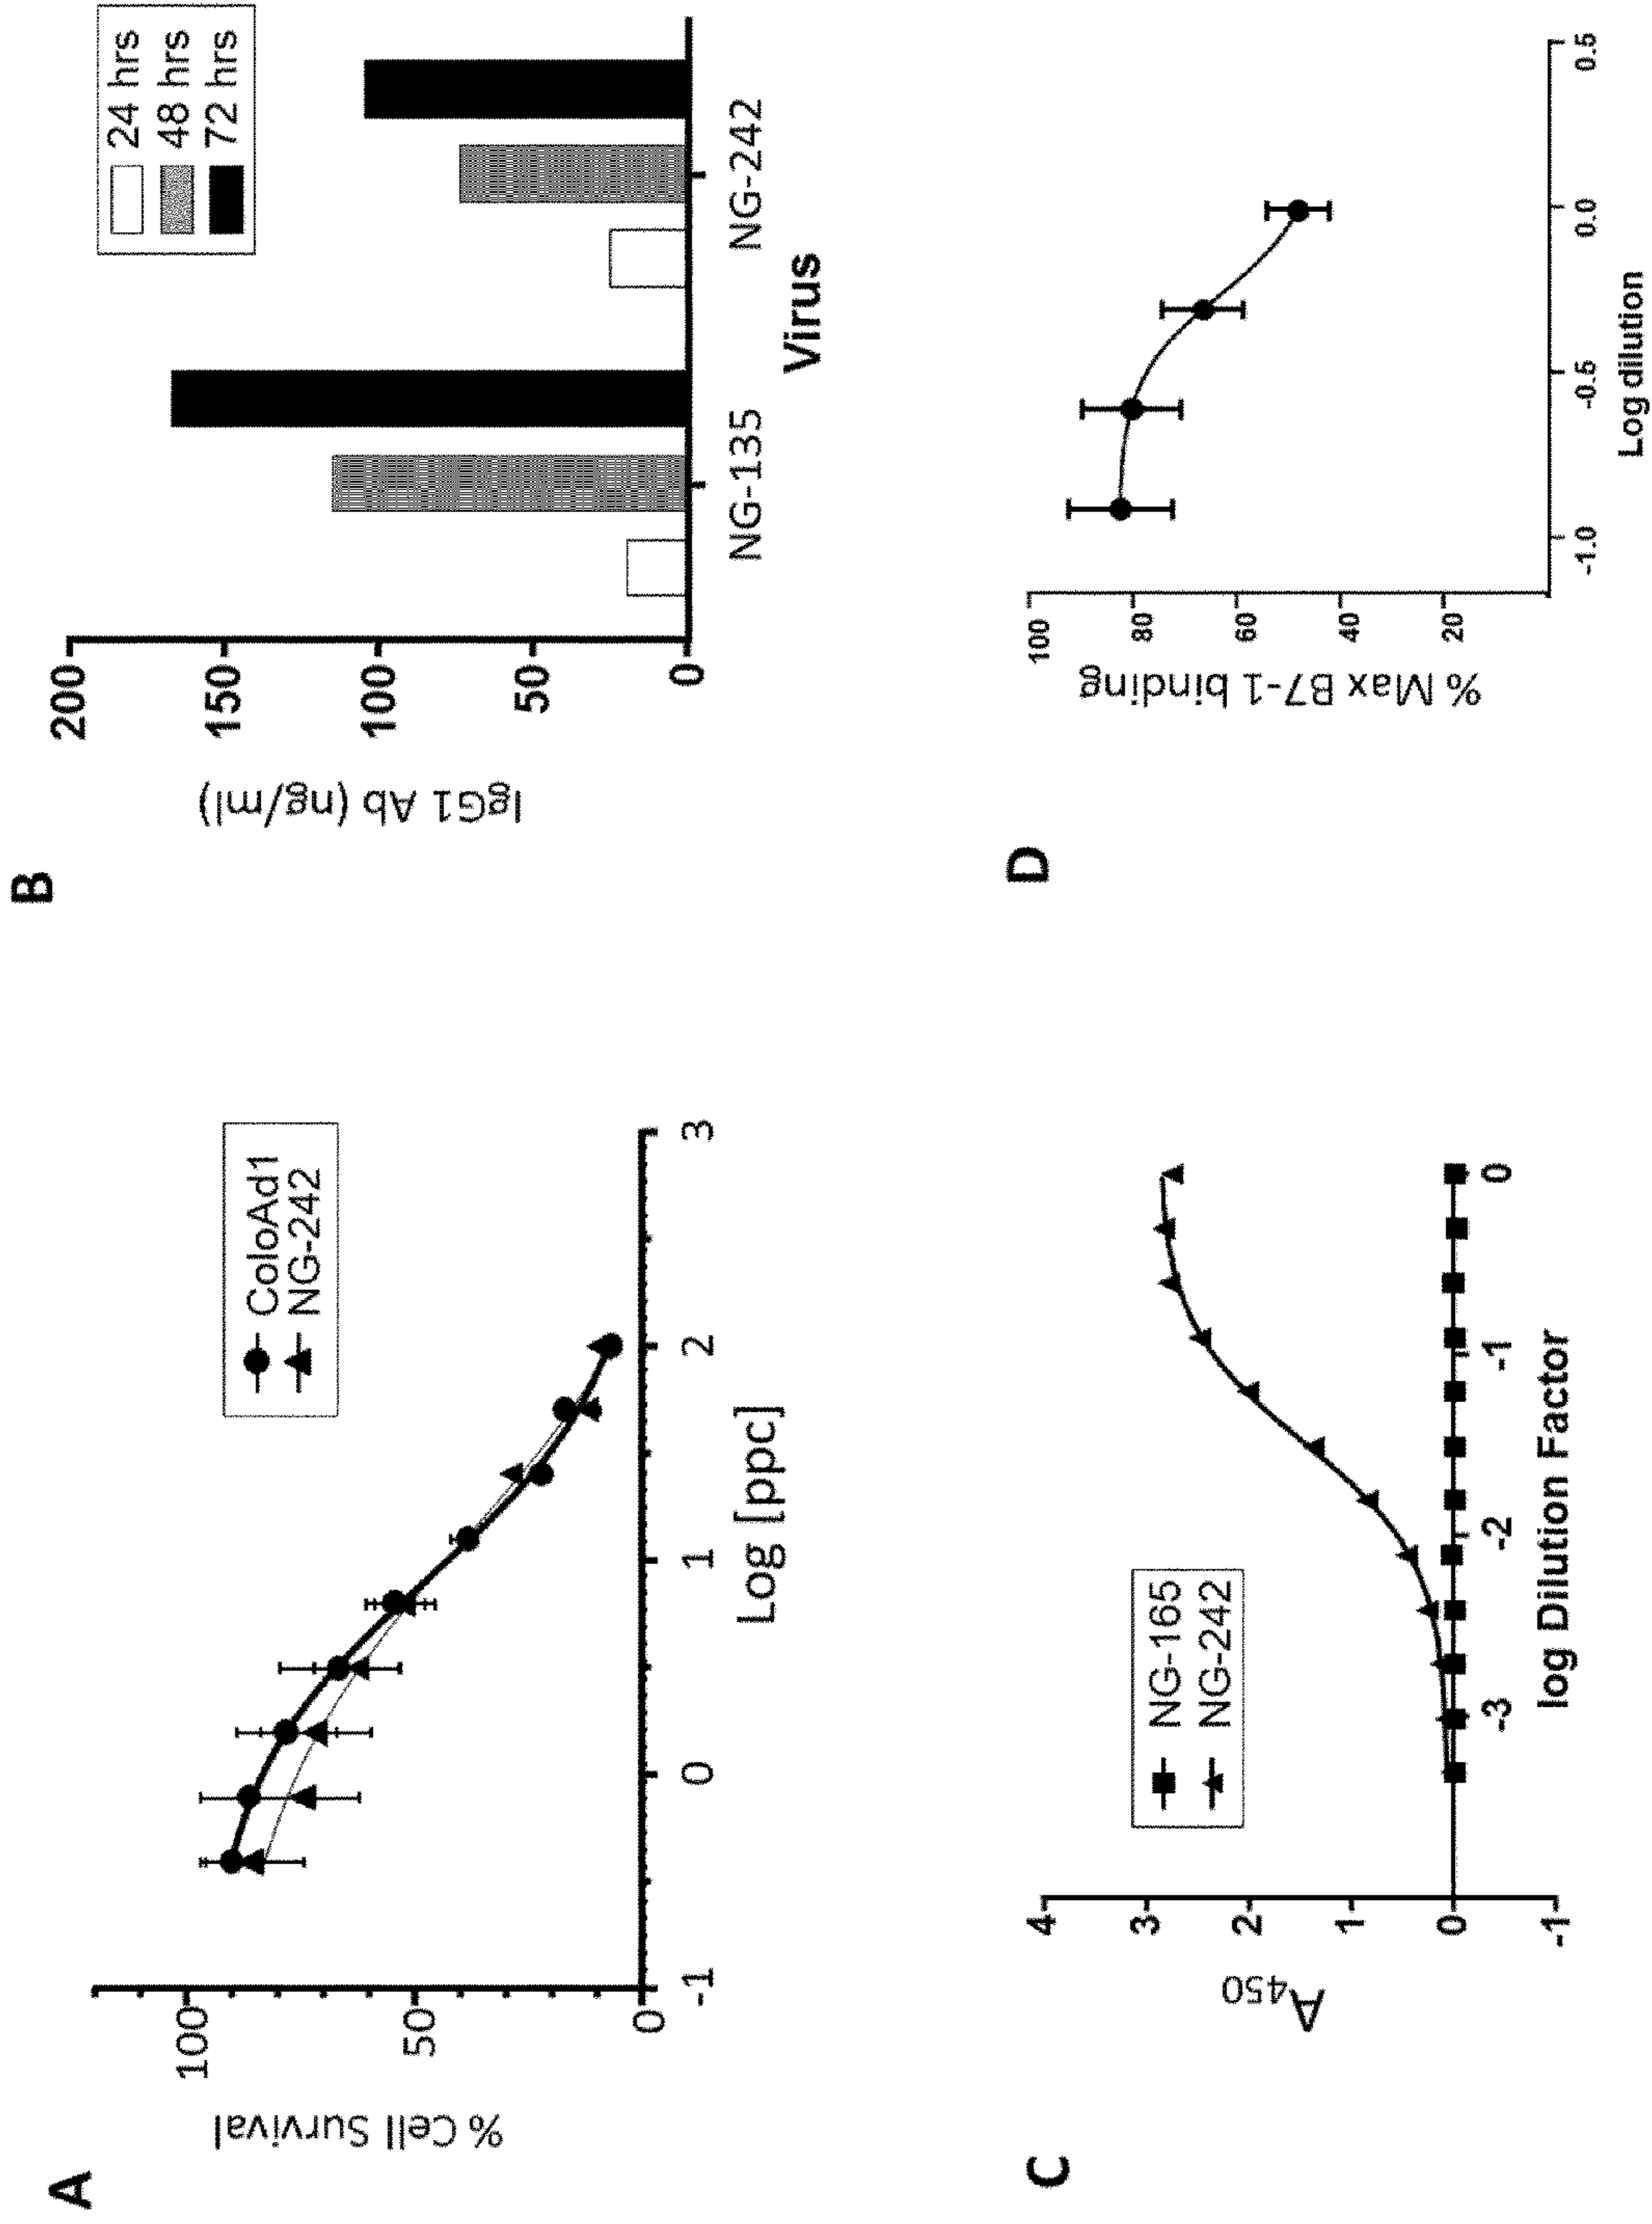 A
% Cell Survival
100
50
0
-1
0
1
2
3
Log [ppc]
ColoAd1
NG-242
B
IgG1 Ab (ng/ml)
200
150
100
50
0
NG-135
NG-242
Virus
24 hrs
48 hrs
72 hrs
C
A450
4
3
2
1
0
-1
-3
-2
-1
0
log Dilution Factor
NG-165
NG-242
D
% Max B7-1 binding
100
80
60
40
20
-1.0
-0.5
0.0
0.5
Log dilution